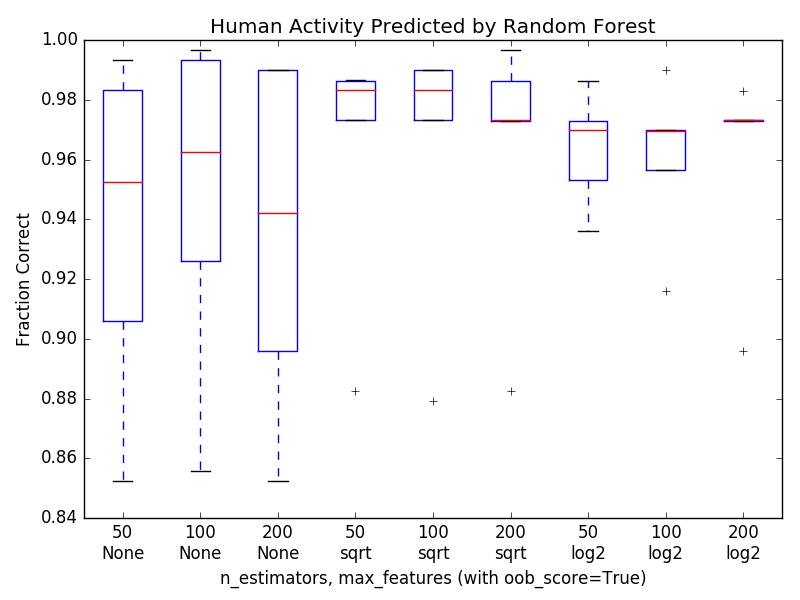 Human Activity Predicted by Random Forest
Fraction Correct
1.00
0.98
0.96
0.94
0.92
0.90
0.88
0.86
0.84
50 100 200 50 100 200 50 100 200
None None None sqrt sqrt sqrt log2 log2 log2
n_estimators, max_features (with oob_score=True)